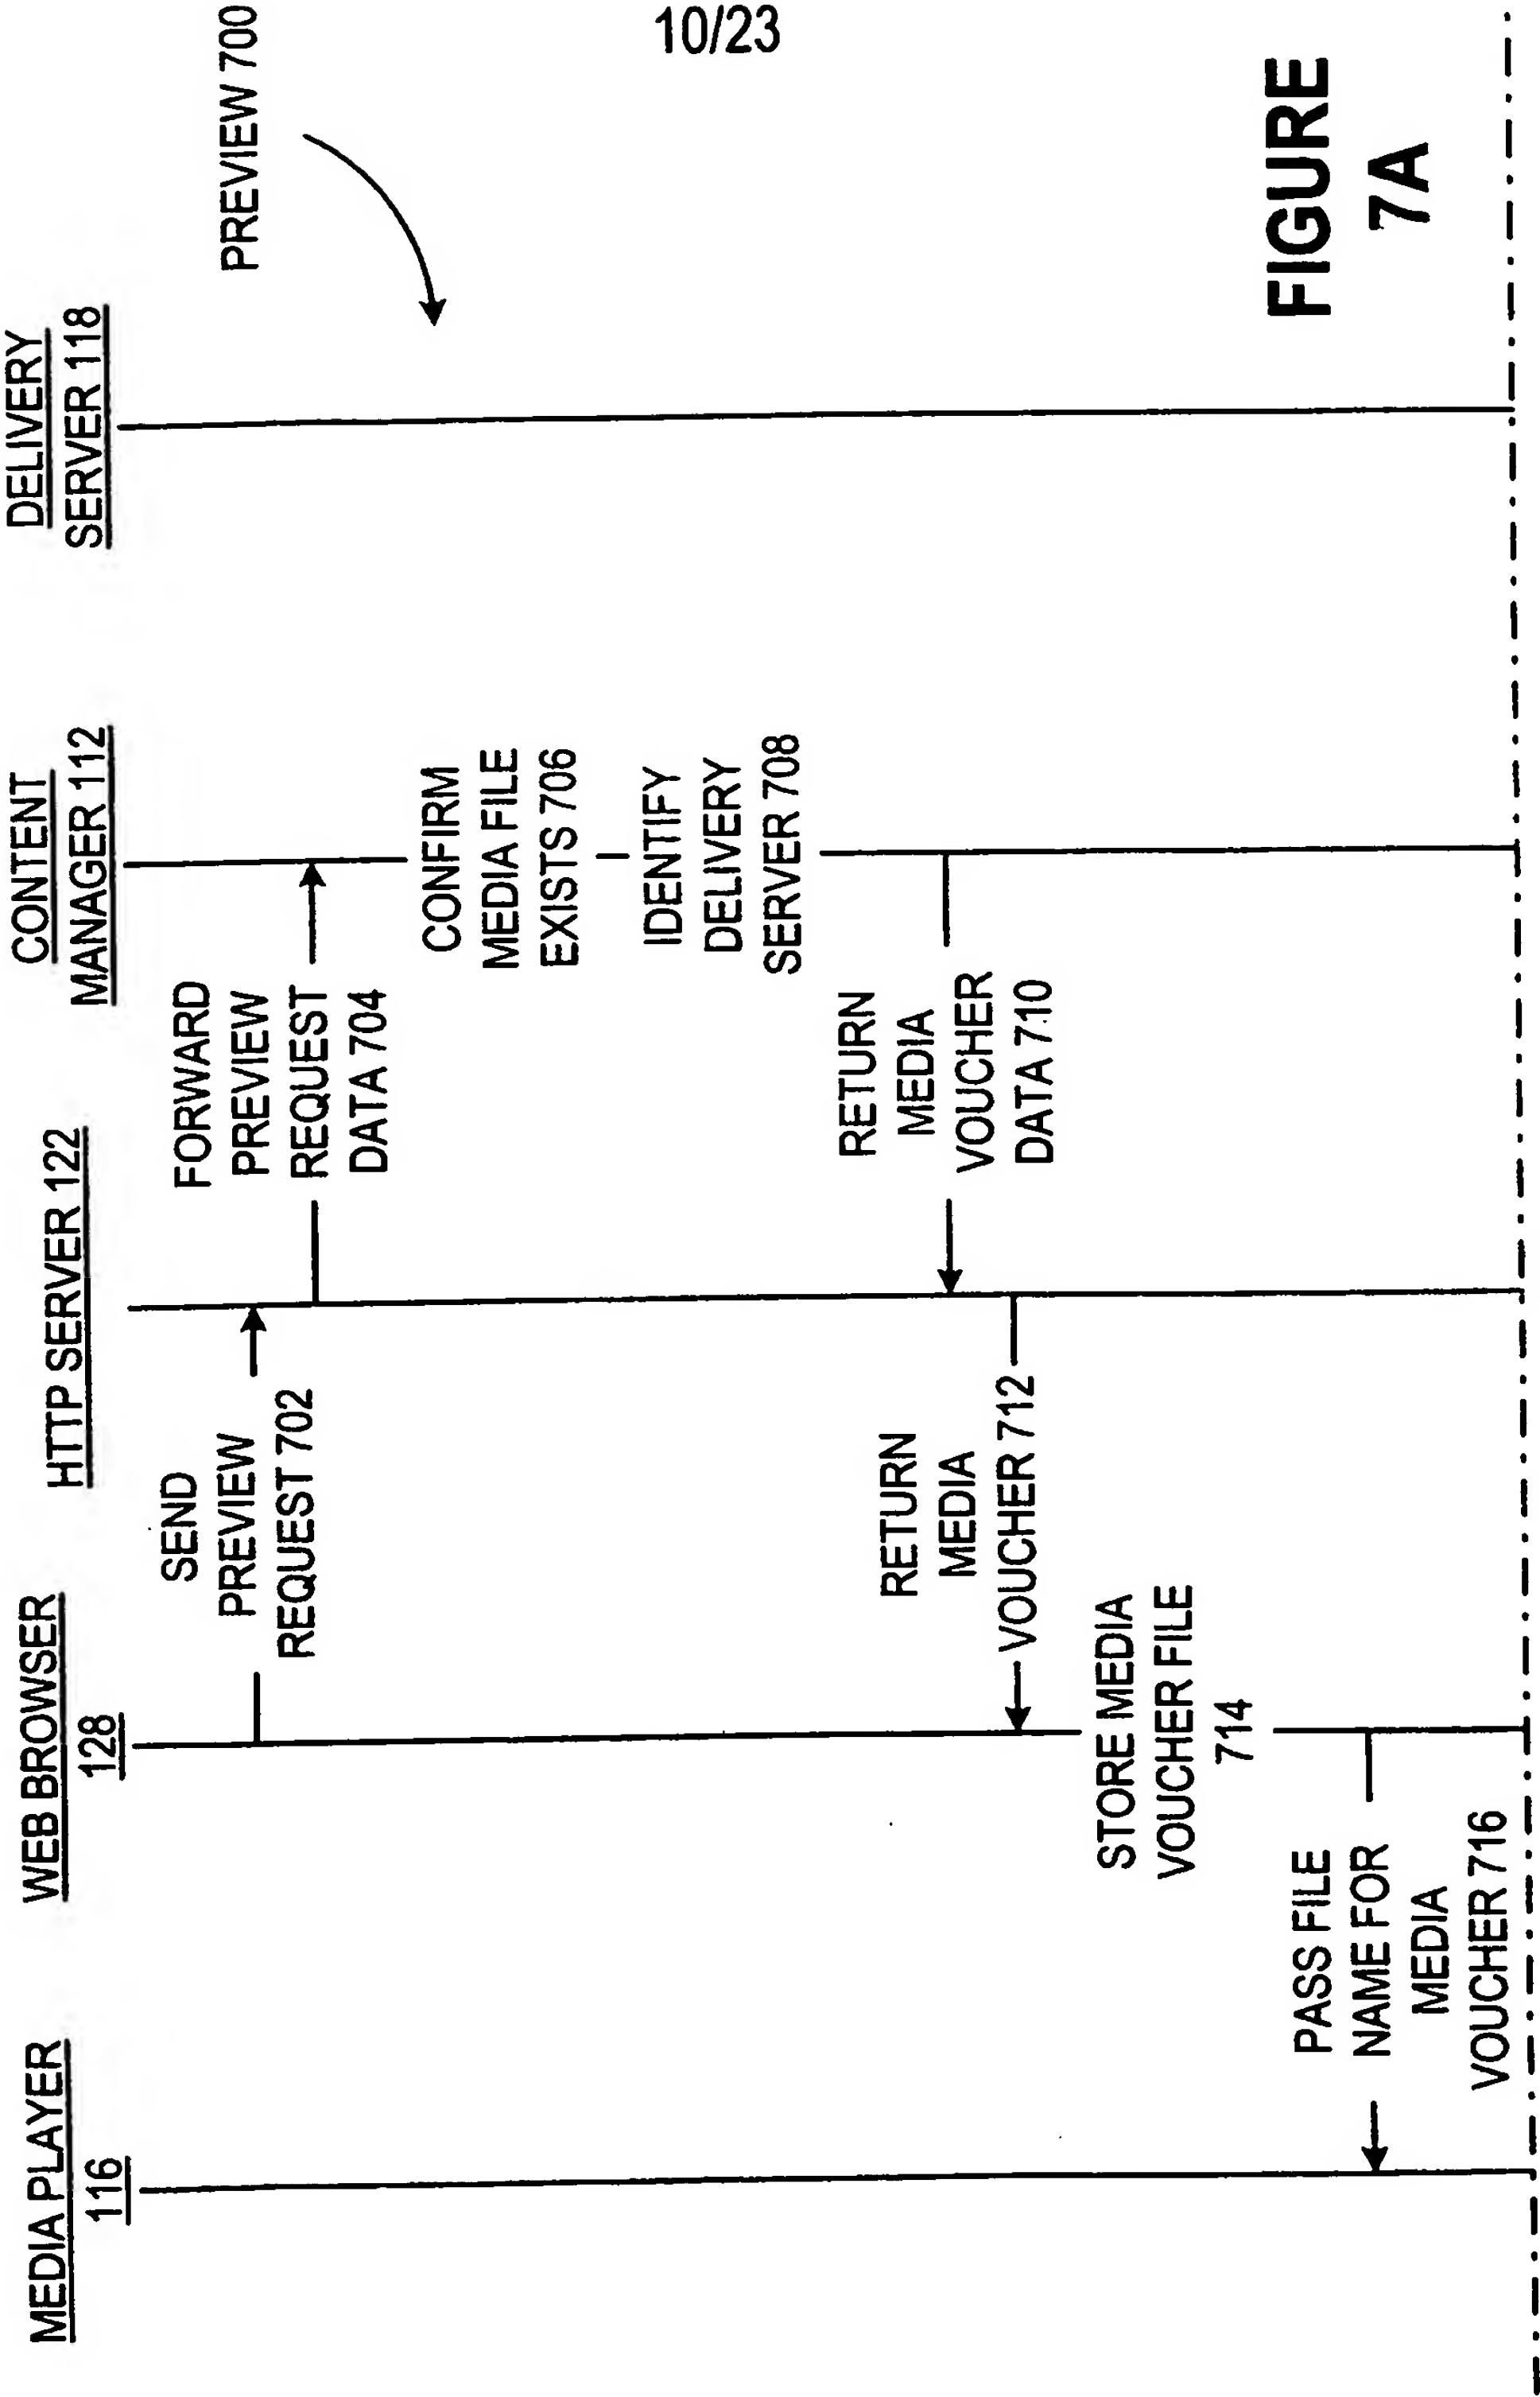 10/23
MEDIA PLAYER
116
WEB BROWSER
128
HTTP SERVER 122
CONTENT
MANAGER 112
DELIVERY
SERVER 118
PREVIEW 700
SEND
PREVIEW
REQUEST 702
FORWARD
PREVIEW
REQUEST
DATA 704
CONFIRM
MEDIA FILE
EXISTS 706
IDENTIFY
DELIVERY
SERVER 708
RETURN
MEDIA
VOUCHER
DATA 710
RETURN
MEDIA
VOUCHER 712
STORE MEDIA
VOUCHER FILE
714
PASS FILE
NAME FOR
MEDIA
VOUCHER 716
FIGURE
7A